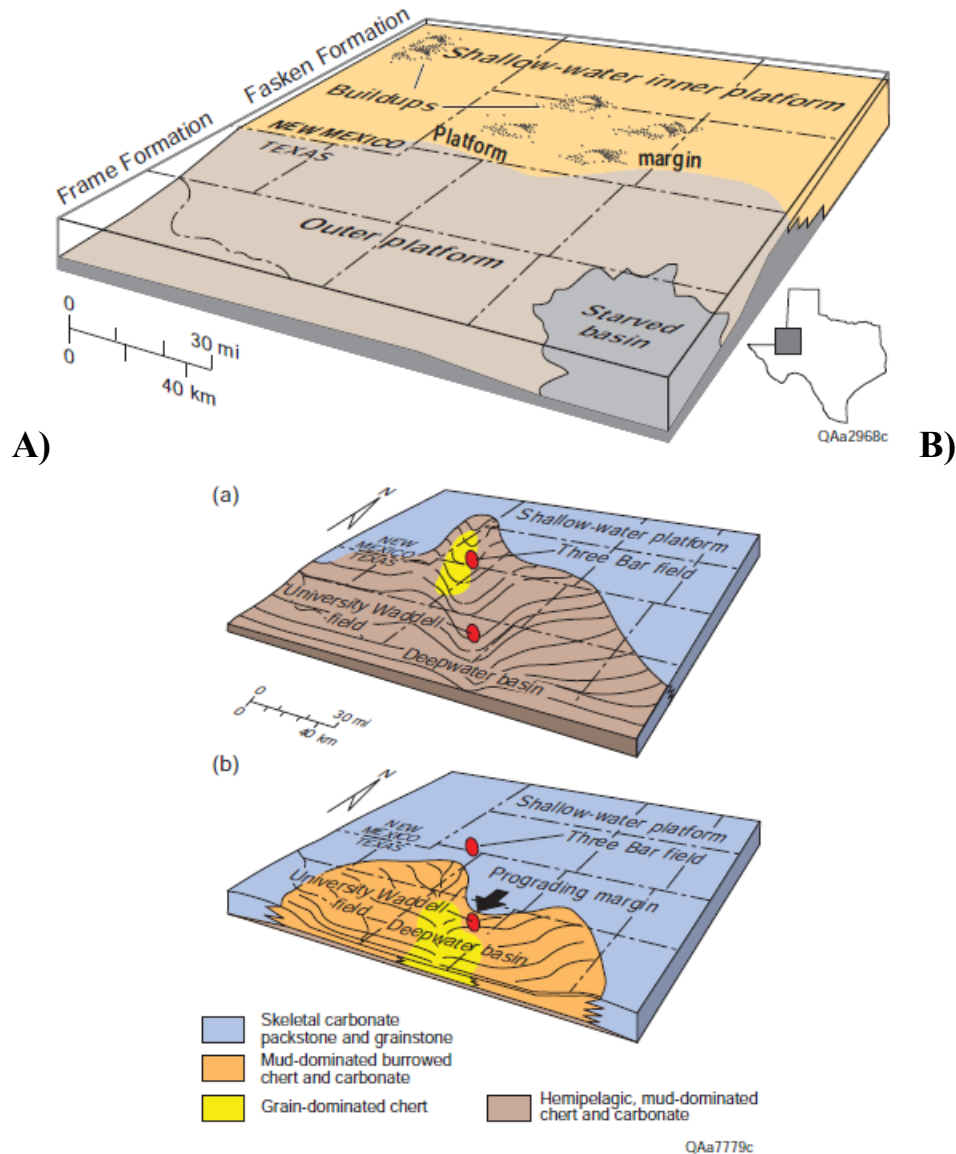 Frame Formation
Fasken Formation
Shallow-water inner platform
Buildups
NEW MEXICO
TEXAS
Platform
margin
Outer platform
Starved
basin
0
30 mi
0
40 km
QAa2968c
A)
B)
(a)
N
Shallow-water platform
NEW
MEXICO
TEXAS
Three Bar field
University Waddell
field
Deepwater basin
0
30 mi
0
40 km
(b)
N
Shallow-water platform
NEW
MEXICO
TEXAS
Three Bar field
Prograding margin
University Waddell
field
Deepwater basin
Skeletal carbonate
packstone and grainstone
Mud-dominated burrowed
chert and carbonate
Grain-dominated chert
Hemipelagic, mud-dominated
chert and carbonate
QAa7779c